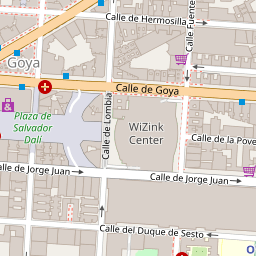 Calle de Hermosilla
Calle Fuente
Goya
Calle de Goya
Plaza de
Salvador
Dalí
Calle de Lombia
WiZink
Center
Calle de la Pove
Calle de Jorge Juan
Calle de Jorge Juan
Calle del Duque de Sesto
O